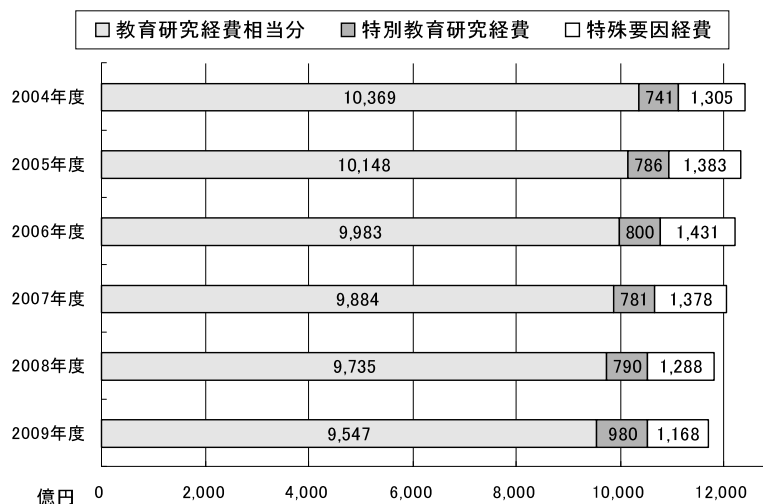 教育研究経費相当分 特別教育研究経費 特殊要因経費
2004年度 10,369 741 1,305
2005年度 10,148 786 1,383
2006年度 9,983 800 1,431
2007年度 9,884 781 1,378
2008年度 9,735 790 1,288
2009年度 9,547 980 1,168
億円 0 2,000 4,000 6,000 8,000 10,000 12,000